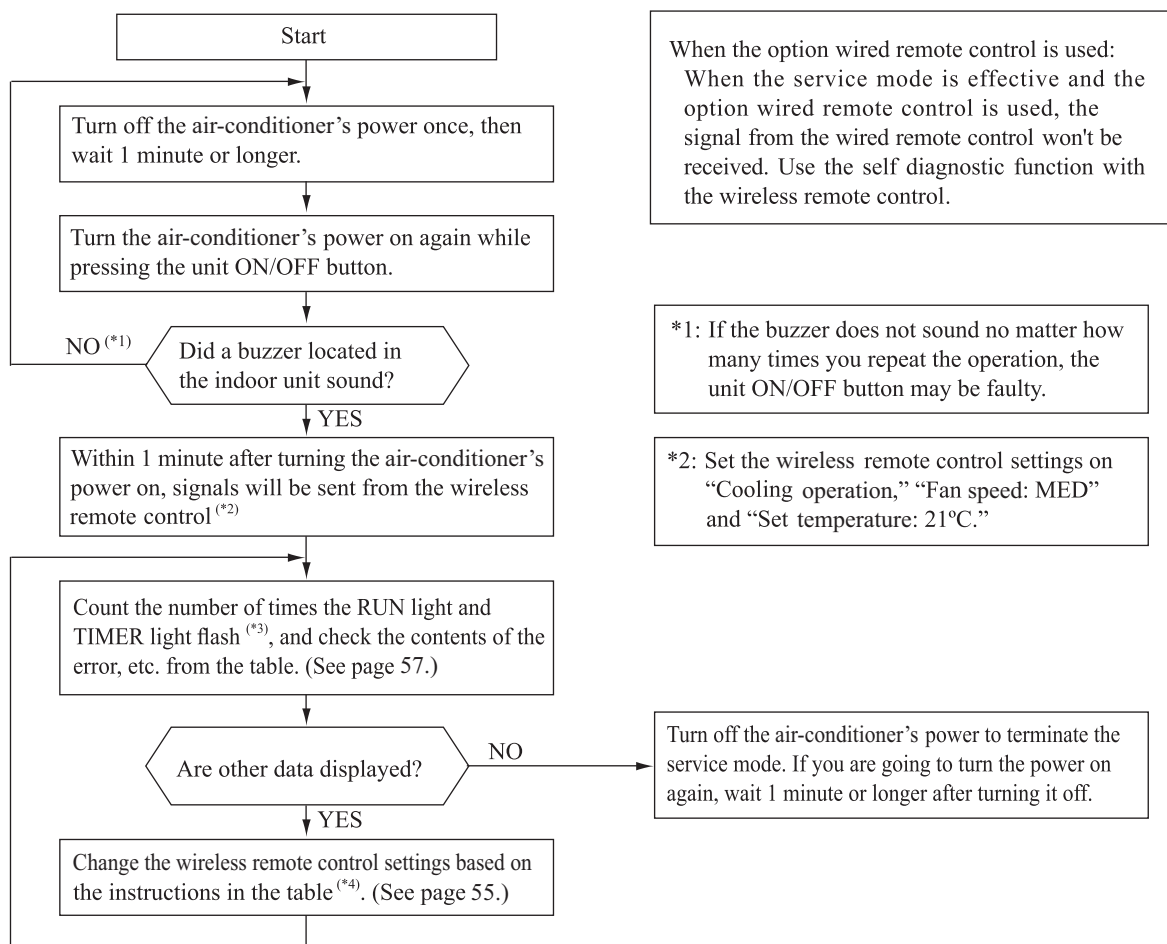 Start
Turn off the air-conditioner’s power once, then
wait 1 minute or longer.
Turn the air-conditioner’s power on again while
pressing the unit ON/OFF button.
NO (*1)
Did a buzzer located in
the indoor unit sound?
YES
Within 1 minute after turning the air-conditioner’s
power on, signals will be sent from the wireless
remote control (*2)
Count the number of times the RUN light and
TIMER light flash (*3), and check the contents of the
error, etc. from the table. (See page 57.)
Are other data displayed?
NO
Turn off the air-conditioner’s power to terminate the
service mode. If you are going to turn the power on
again, wait 1 minute or longer after turning it off.
YES
Change the wireless remote control settings based on
the instructions in the table (*4). (See page 55.)
When the option wired remote control is used:
When the service mode is effective and the
option wired remote control is used, the
signal from the wired remote control won't be
received. Use the self diagnostic function with
the wireless remote control.
*1: If the buzzer does not sound no matter how
many times you repeat the operation, the
unit ON/OFF button may be faulty.
*2: Set the wireless remote control settings on
“Cooling operation,” “Fan speed: MED”
and “Set temperature: 21ºC.”